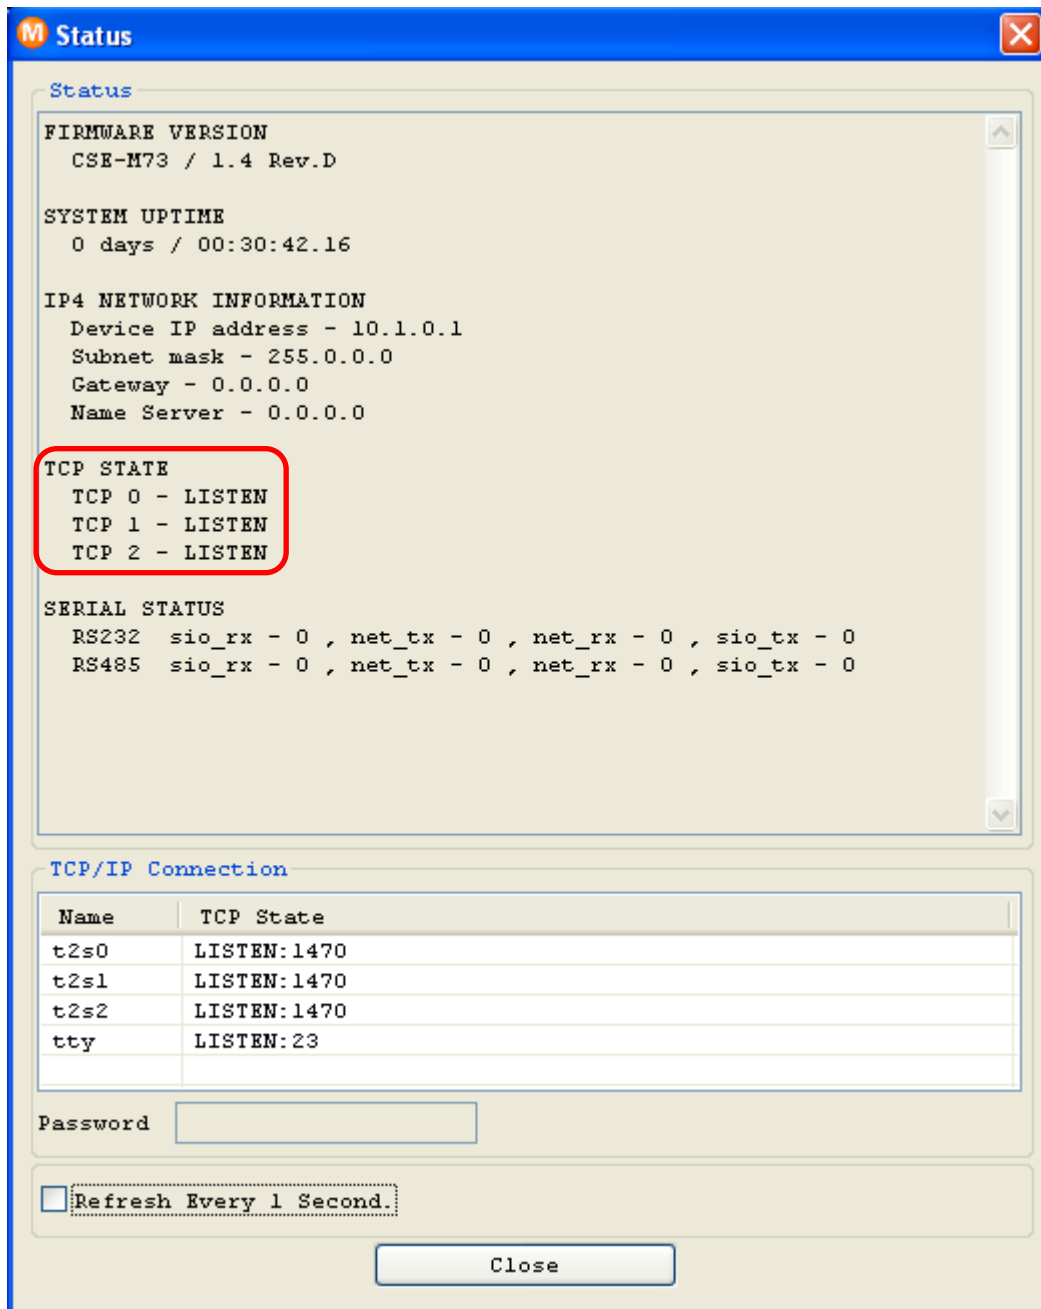 M Status
Status
FIRMWARE VERSION
CSE-M73 / 1.4 Rev.D
SYSTEM UPTIME
0 days / 00:30:42.16
IP4 NETWORK INFORMATION
Device IP address - 10.1.0.1
Subnet mask - 255.0.0.0
Gateway - 0.0.0.0
Name Server - 0.0.0.0
TCP STATE
TCP 0 - LISTEN
TCP 1 - LISTEN
TCP 2 - LISTEN
SERIAL STATUS
RS232 sio_rx - 0 , net_tx - 0 , net_rx - 0 , sio_tx - 0
RS485 sio_rx - 0 , net_tx - 0 , net_rx - 0 , sio_tx - 0
TCP/IP Connection
Name TCP State
t2s0 LISTEN:1470
t2s1 LISTEN:1470
t2s2 LISTEN:1470
tty LISTEN:23
Password
Refresh Every 1 Second.
Close